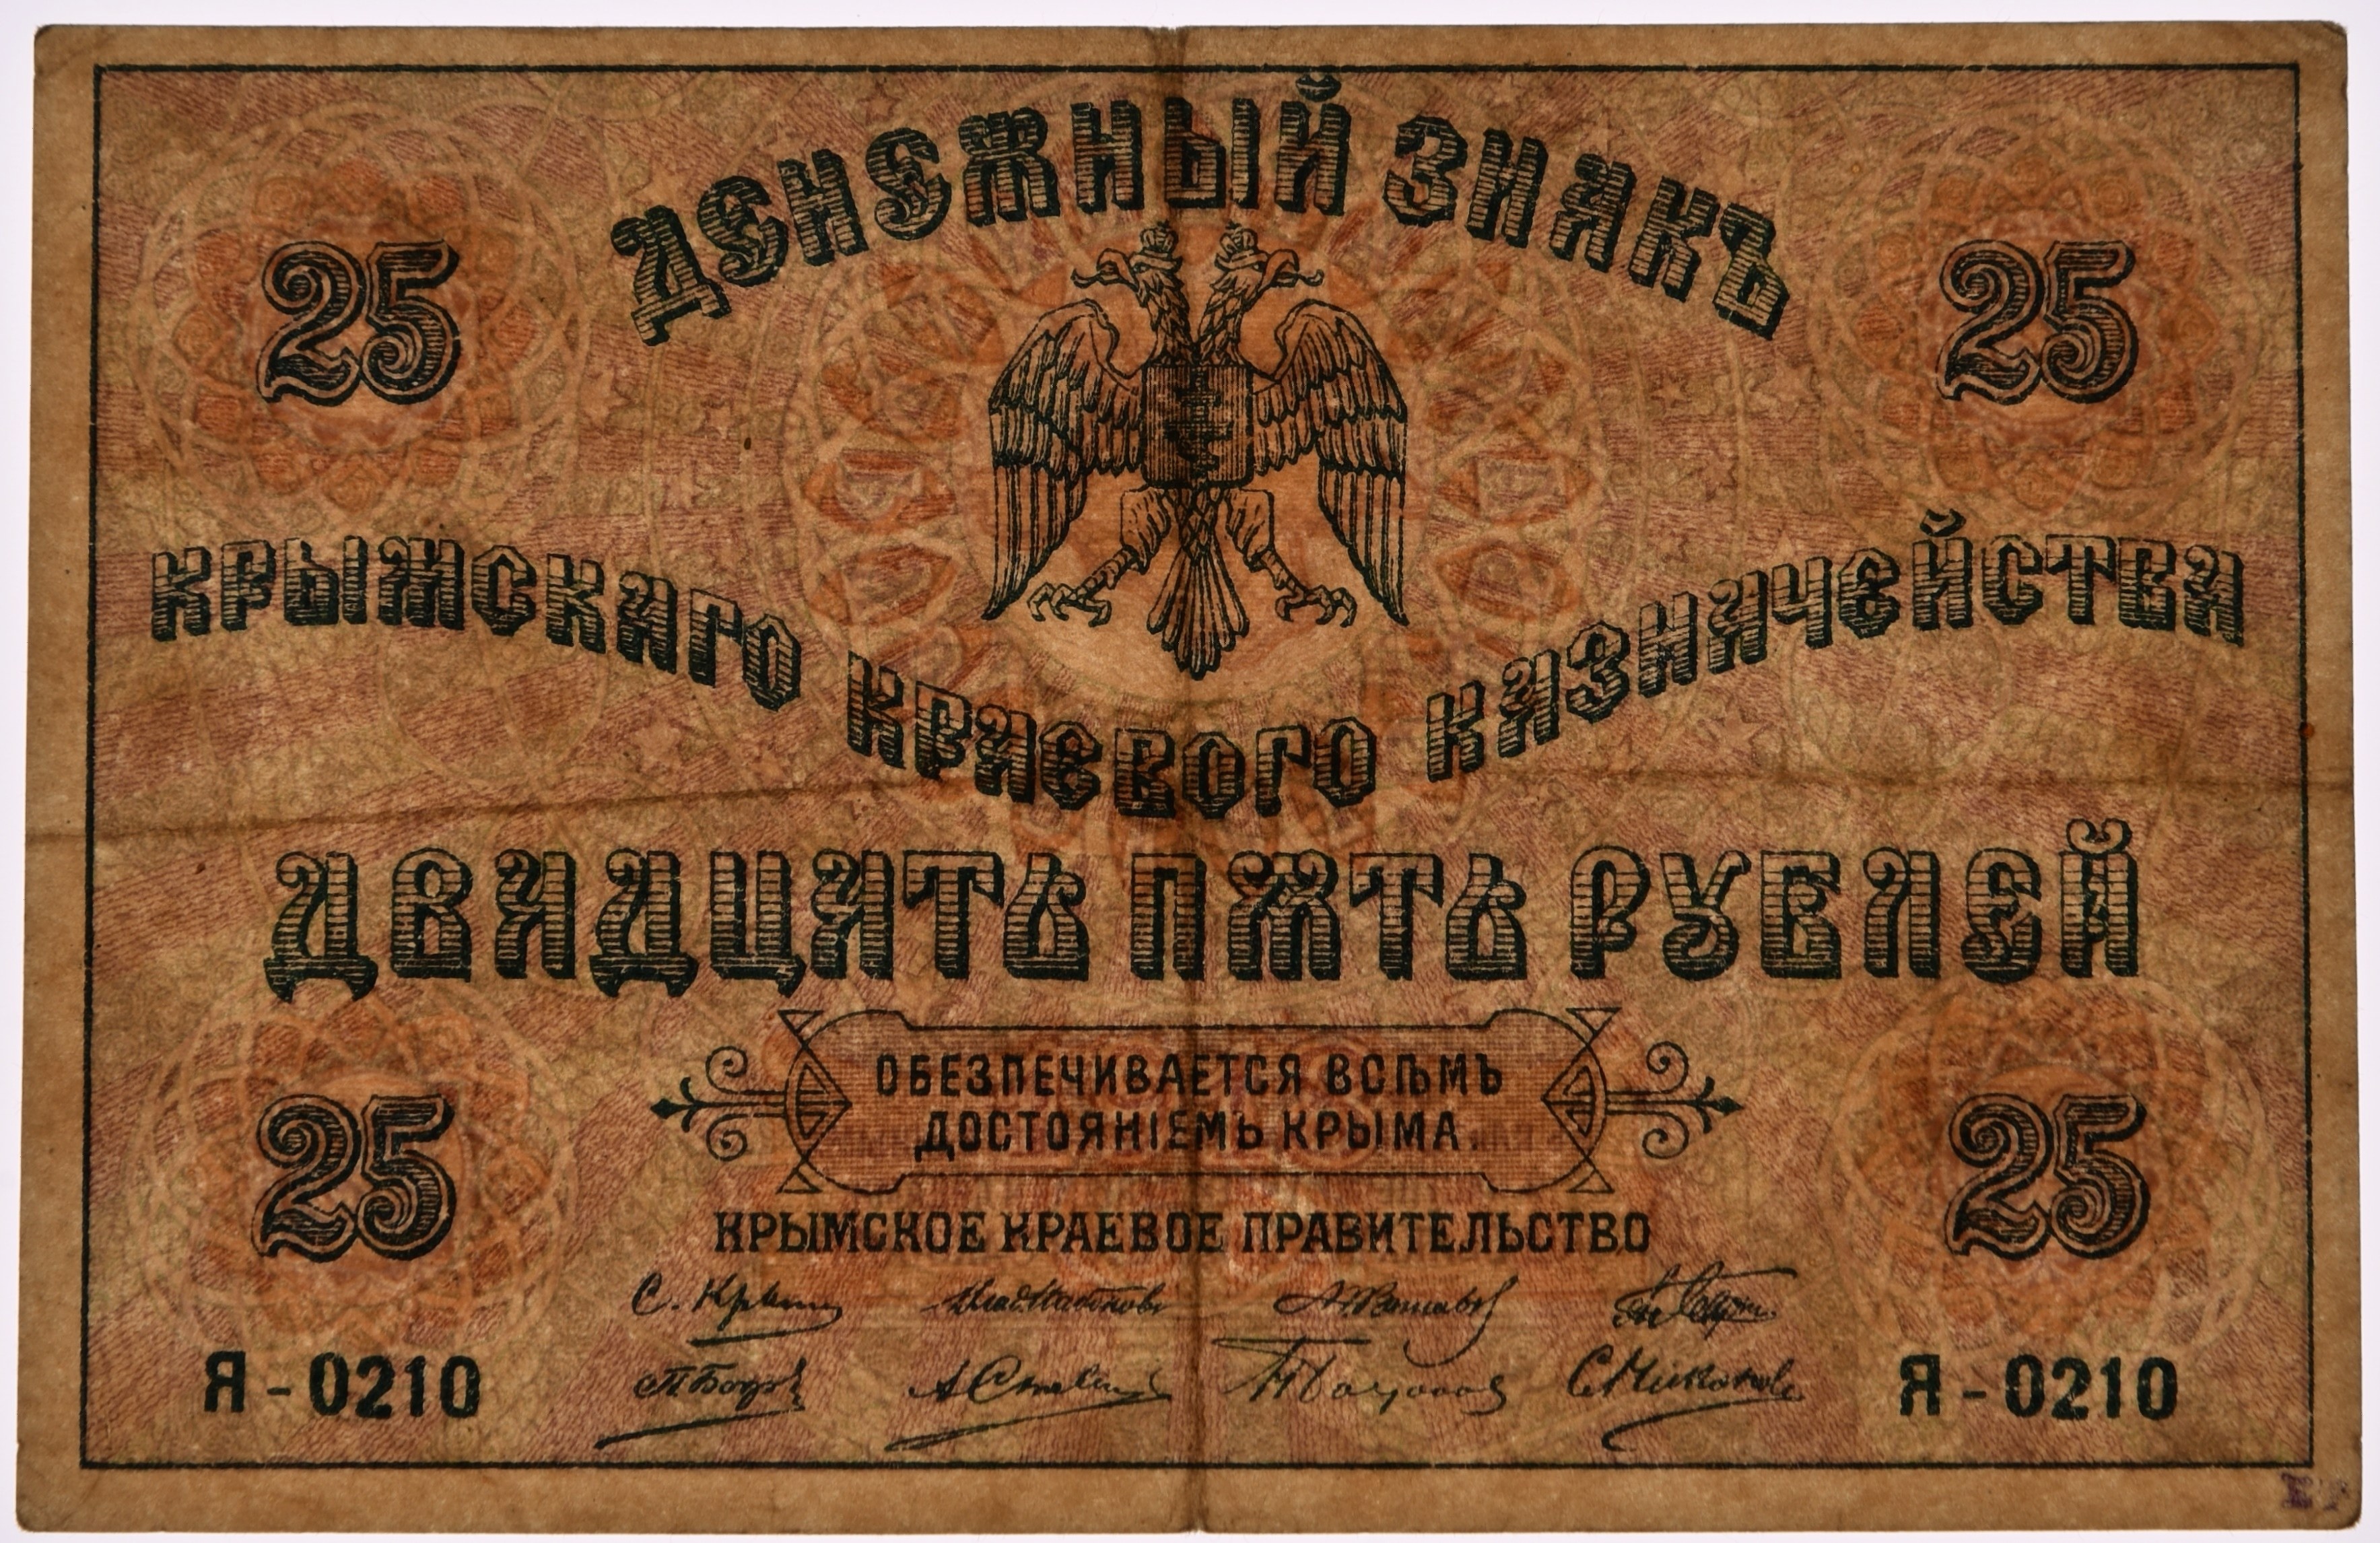 ДЕНЕЖНЫЙ ЗНАКЪ
25 25
КРЫМСКАГО КРАЕВОГО КАЗНАЧЕЙСТВА
ДВАДЦАТЬ ПЯТЬ РУБЛЕЙ
ОБЕЗПЕЧИВАЕТСЯ ВСѢМЪ
ДОСТОЯНІЕМЪ КРЫМА.
25 25
КРЫМСКОЕ КРАЕВОЕ ПРАВИТЕЛЬСТВО
Я-0210 Я-0210